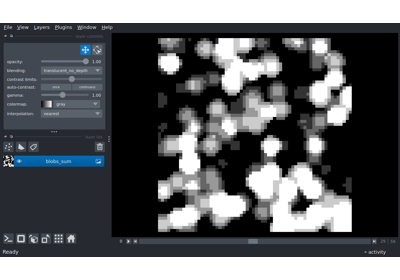 File View Layers Plugins Window Help
opacity: 1.00
blending: translucent_no_depth
contrast limits:
auto-contrast: once continuous
gamma: 1.00
colormap: gray
interpolation: nearest
blobs_sum
Ready
activity